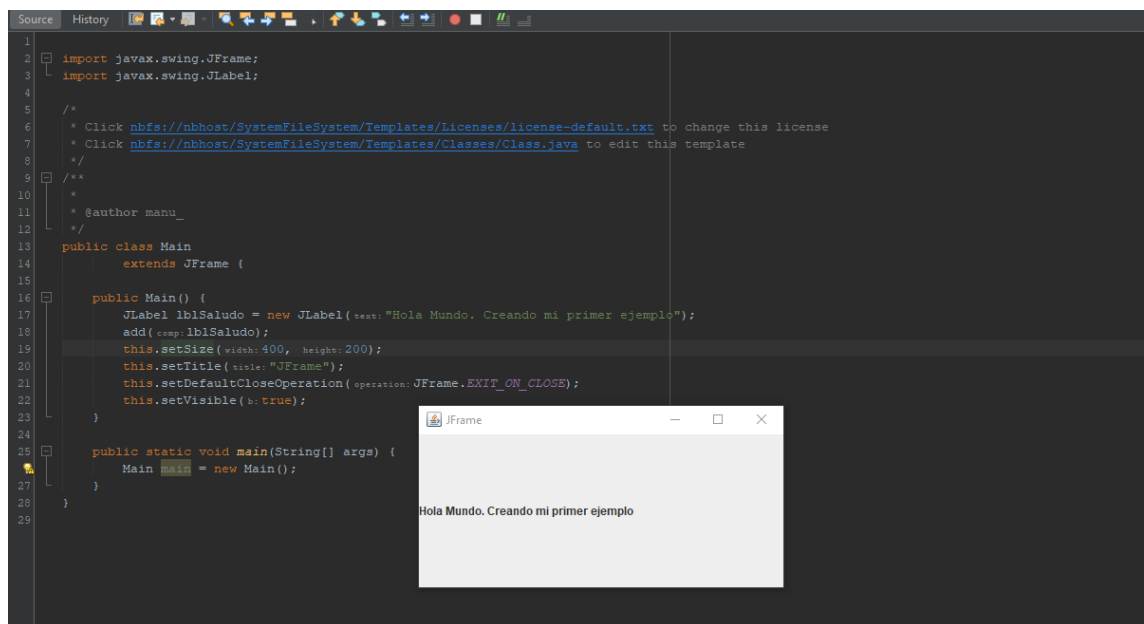 Source History
1
2 import javax.swing.JFrame;
3 import javax.swing.JLabel;
4
5 /*
6 * Click nbfs://nbhost/SystemFileSystem/Templates/Licenses/license-default.txt to change this license
7 * Click nbfs://nbhost/SystemFileSystem/Templates/Classes/Class.java to edit this template
8 */
9 /**
10 *
11 * @author manu_
12 */
13 public class Main
14 extends JFrame {
15
16 public Main() {
17 JLabel lblSaludo = new JLabel(text:"Hola Mundo. Creando mi primer ejemplo");
18 add(comp:lblSaludo);
19 this.setSize(width:400, height:200);
20 this.setTitle(title:"JFrame");
21 this.setDefaultCloseOperation(operation:JFrame.EXIT_ON_CLOSE);
22 this.setVisible(b:true);
23 }
24
25 public static void main(String[] args) {
Main main = new Main();
27 }
28 }
29
JFrame
Hola Mundo. Creando mi primer ejemplo